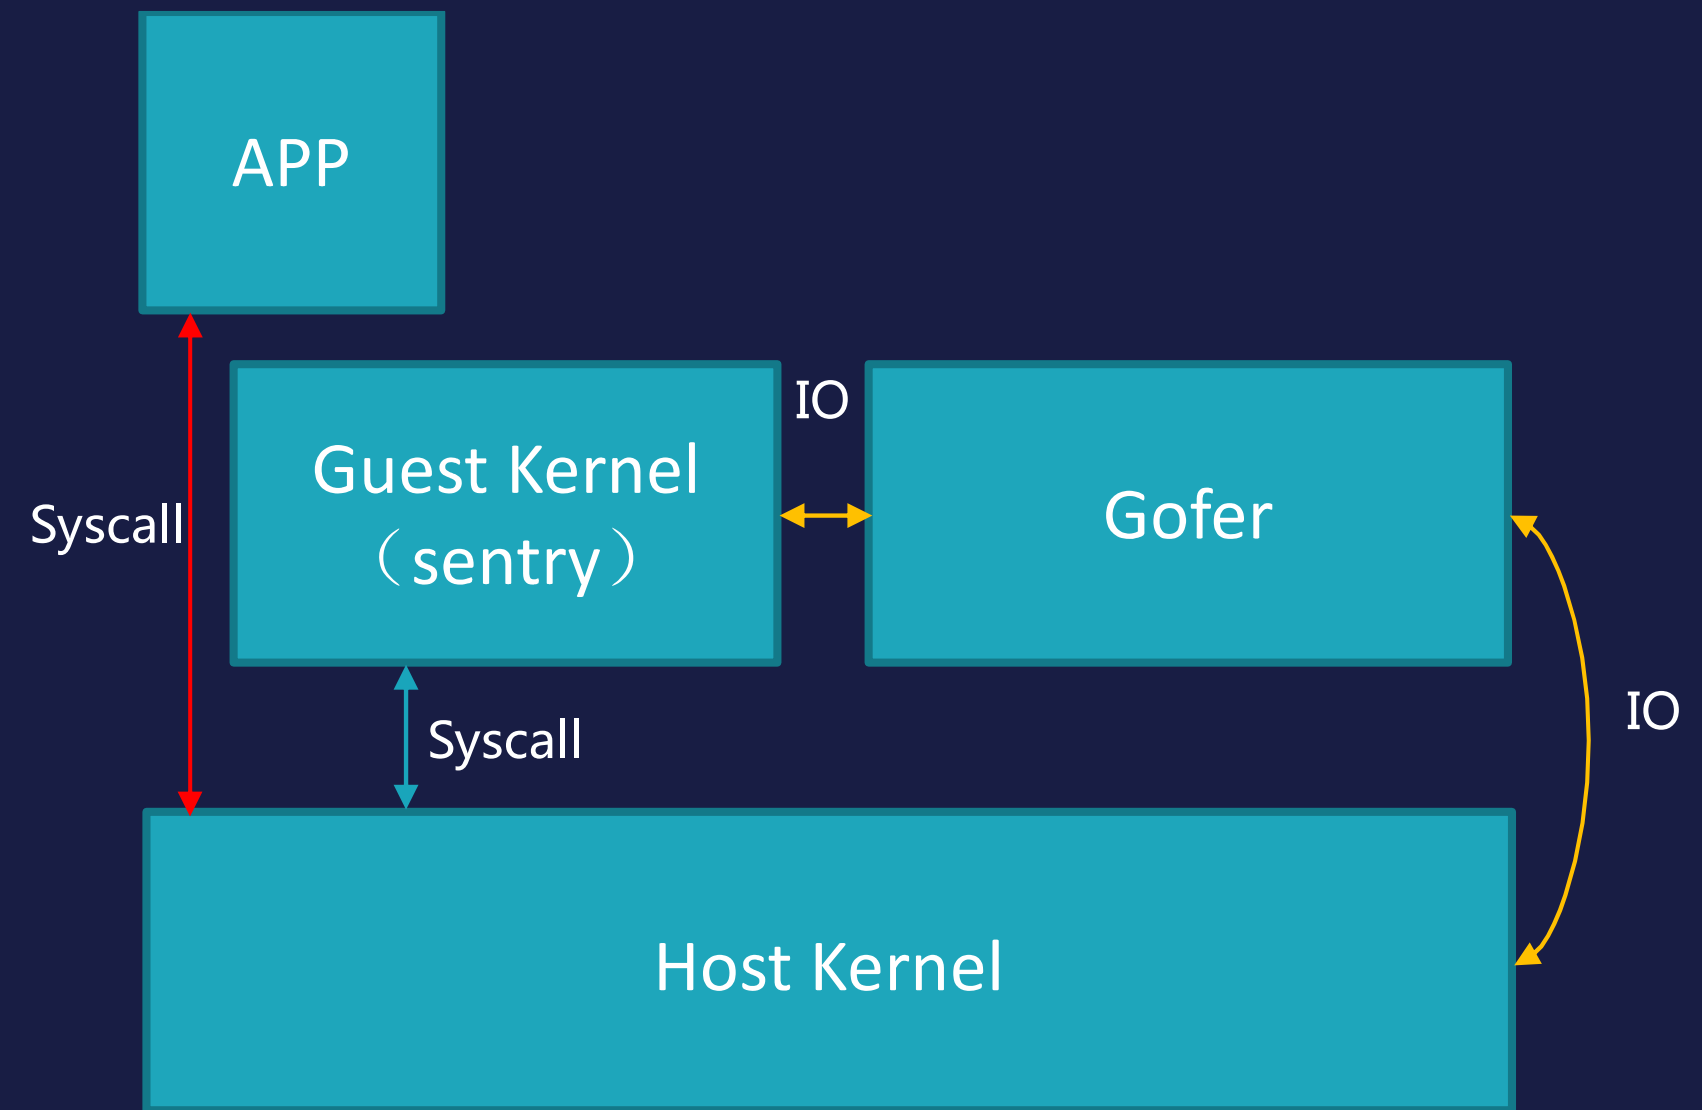 APP
IO
Guest Kernel
（sentry）
Gofer
Syscall
IO
Syscall
Host Kernel